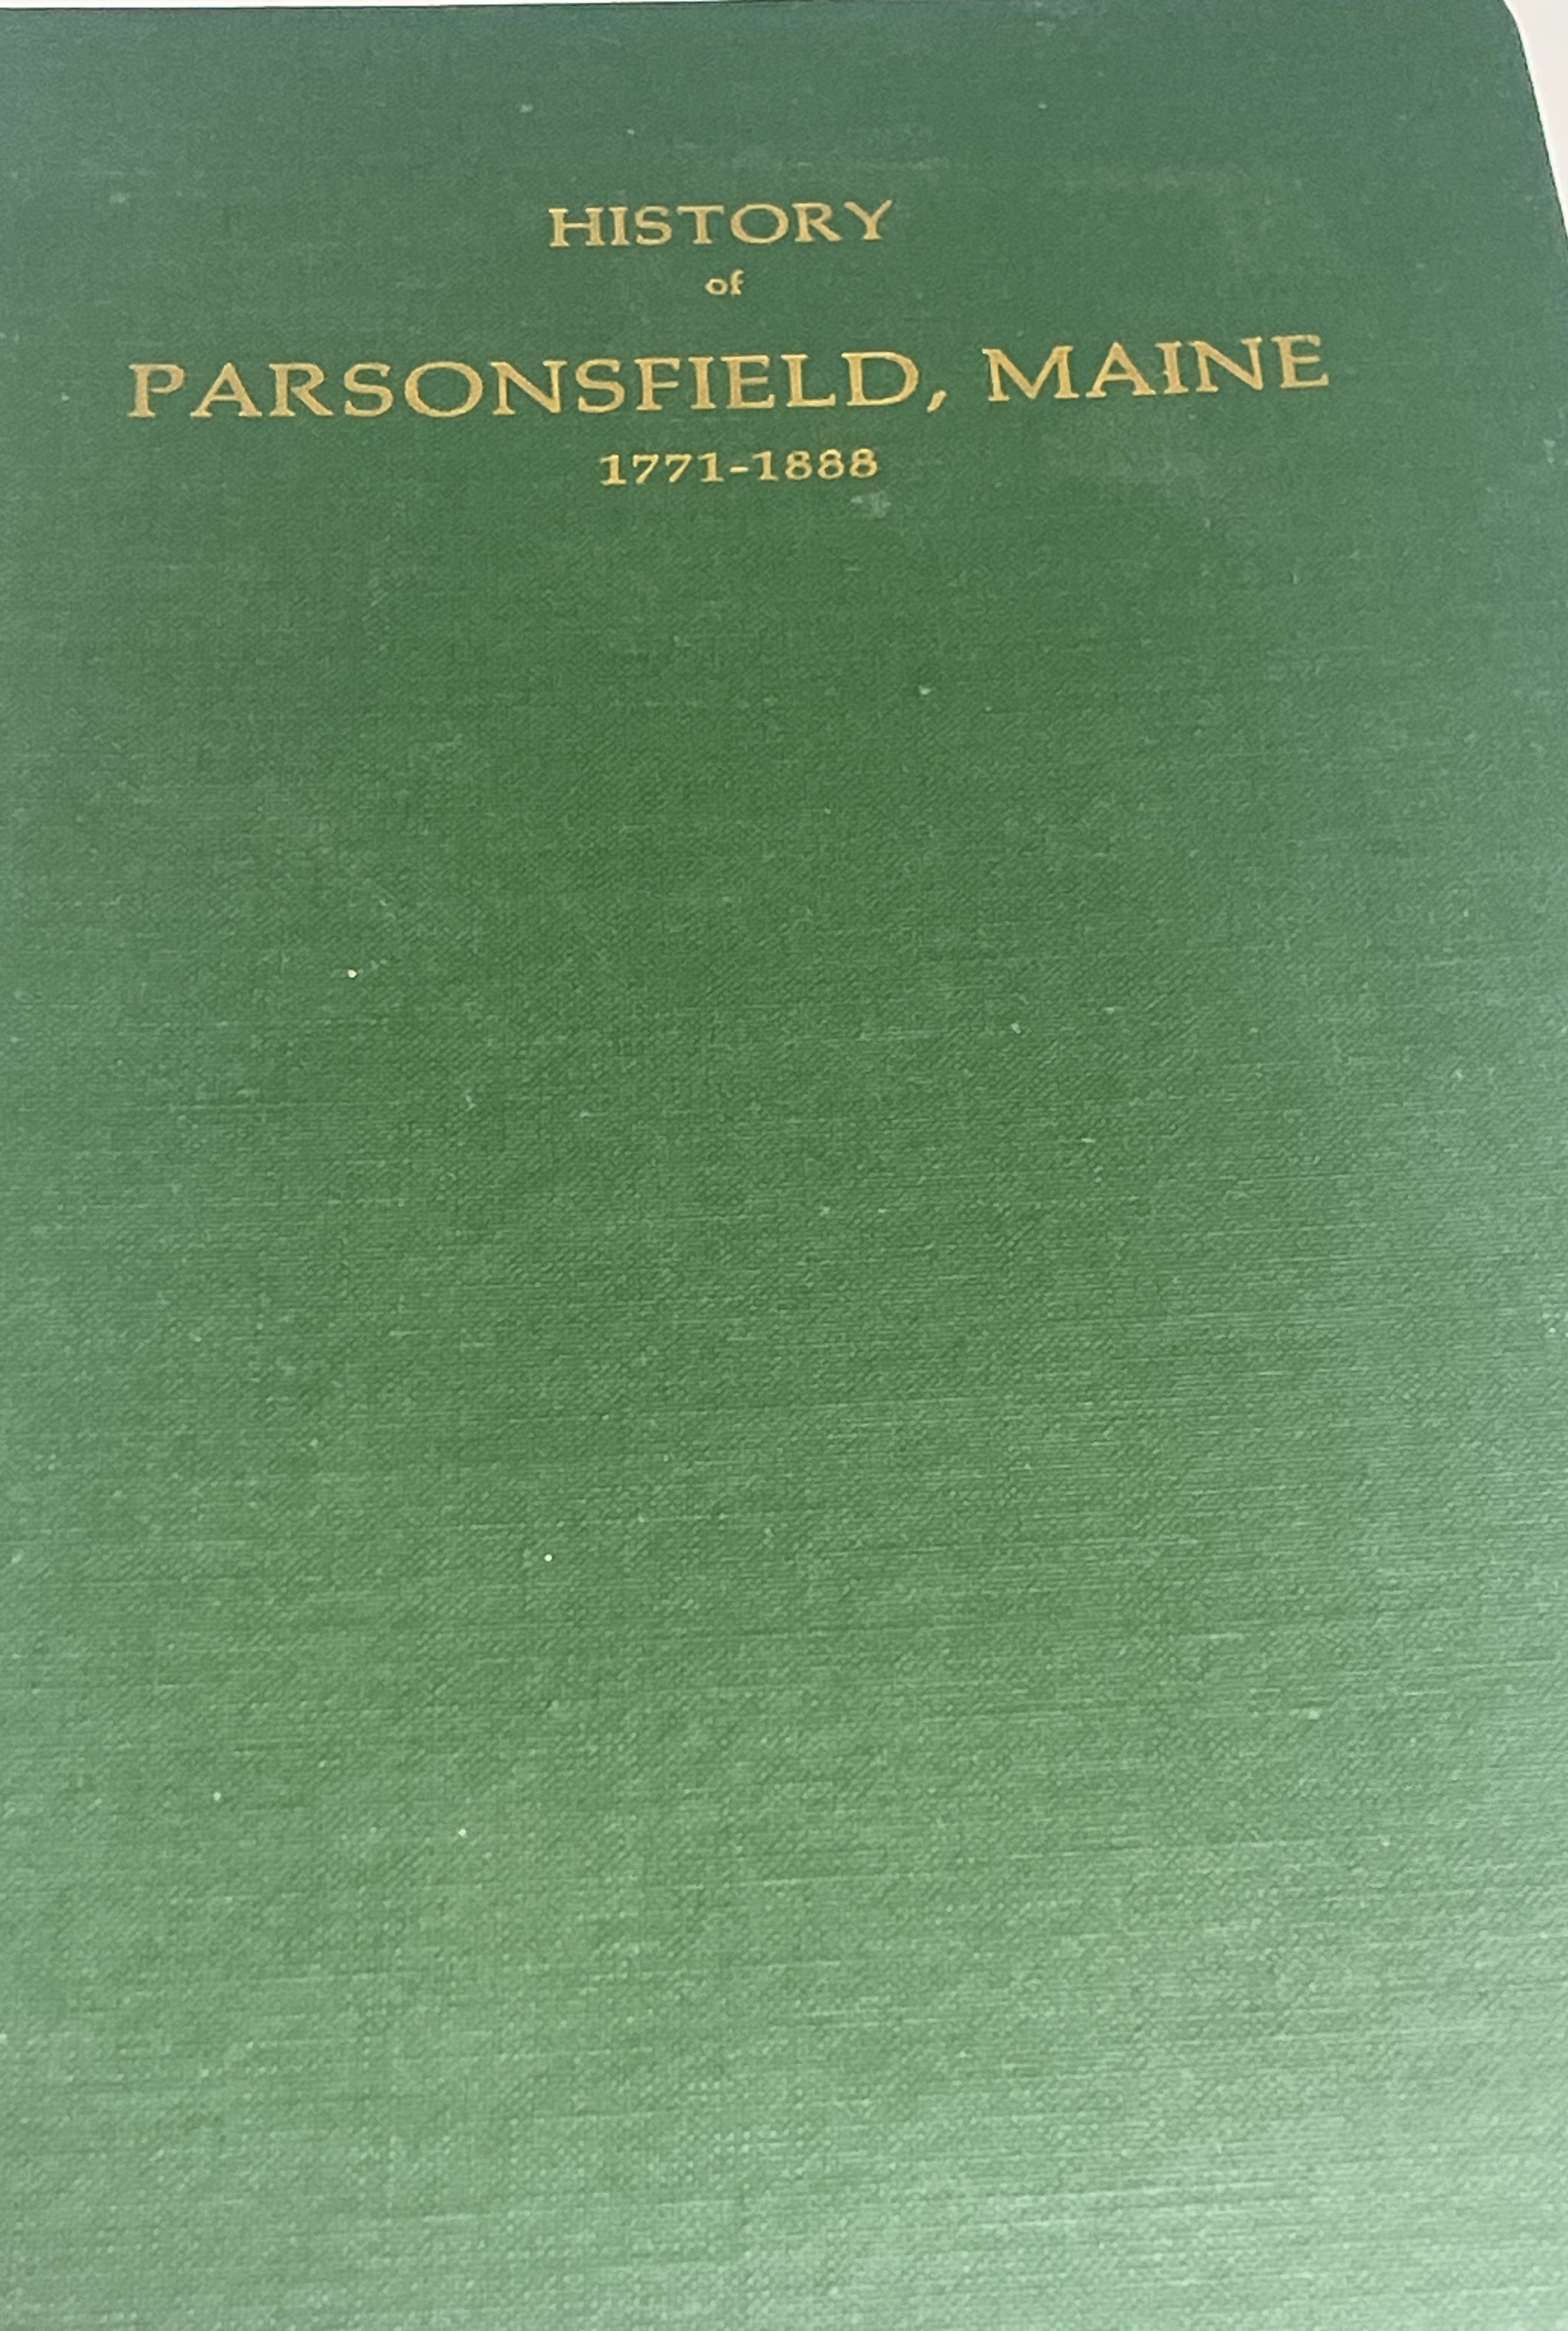 HISTORY
of
PARSONSFIELD, MAINE
1771-1888